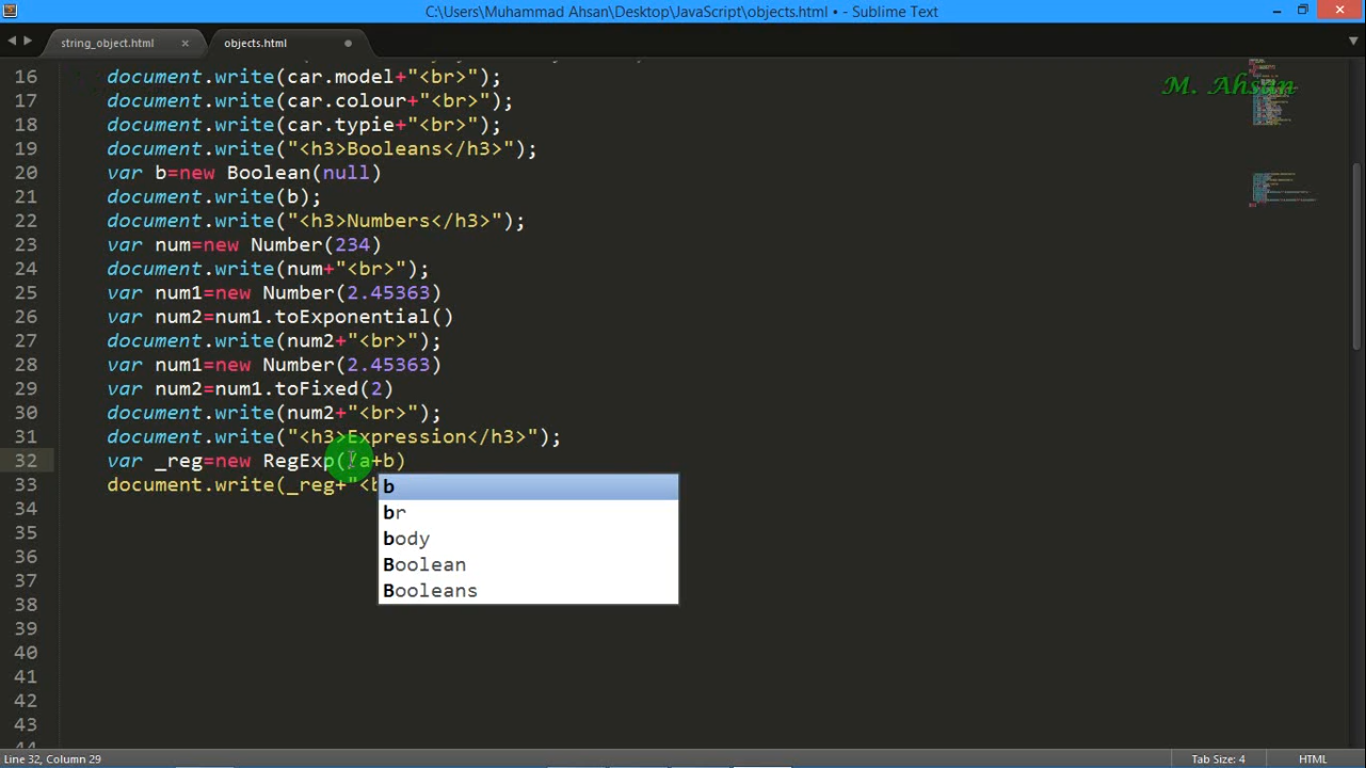 C:\Users\Muhammad Ahsan\Desktop\JavaScript\objects.html • - Sublime Text
string_object.html × objects.html
M. Ahsan
16 document.write(car.model+"<br>");
17 document.write(car.colour+"<br>");
18 document.write(car.typie+"<br>");
19 document.write("<h3>Booleans</h3>");
20 var b=new Boolean(null)
21 document.write(b);
22 document.write("<h3>Numbers</h3>");
23 var num=new Number(234)
24 document.write(num+"<br>");
25 var num1=new Number(2.45363)
26 var num2=num1.toExponential()
27 document.write(num2+"<br>");
28 var num1=new Number(2.45363)
29 var num2=num1.toFixed(2)
30 document.write(num2+"<br>");
31 document.write("<h3>Expression</h3>");
32 var _reg=new RegExp("a+b)
33 document.write(_reg+"<b
b
br
body
Boolean
Booleans
34
35
36
37
38
39
40
41
42
43
Line 32, Column 29
Tab Size: 4
HTML